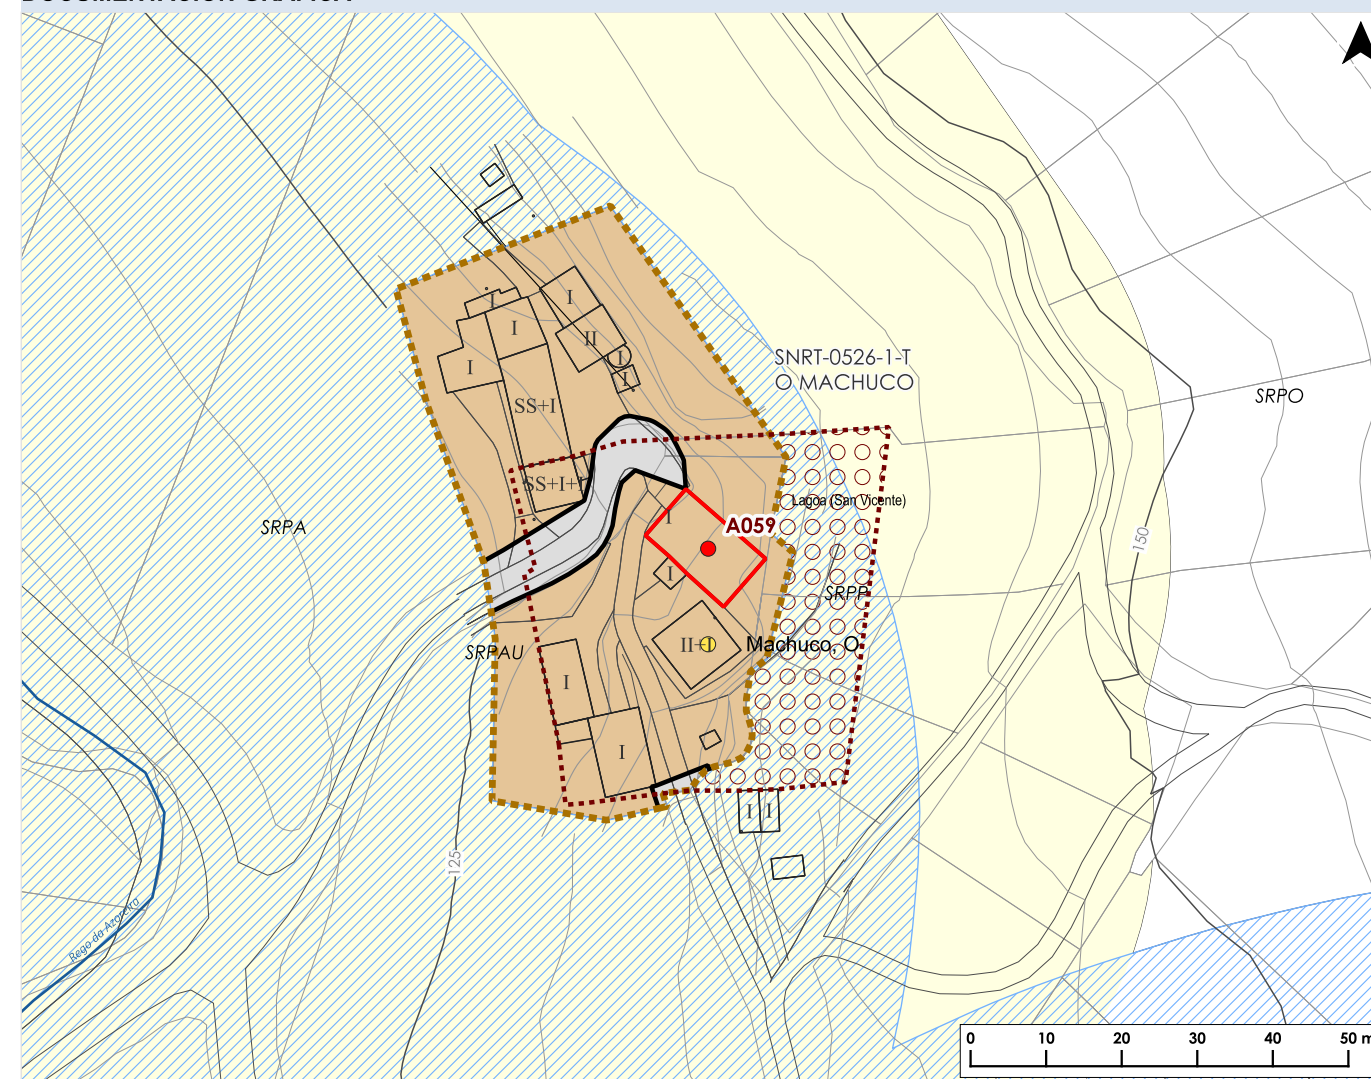 I
I
I
II
I
I
I
SNRT-0526-1-T
O MACHUCO
SRPO
SS+I
SS+I+I
Lagoa (San Vicente)
I
A059
SRPA
150
I
SRPP
II+I
Machuco, O
SRPAU
I
I
I
I
125
Rego da Azoreira
0 10 20 30 40 50 m